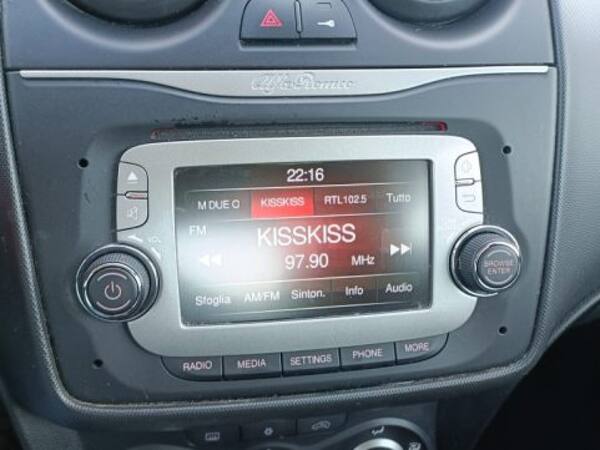 Alfa Romeo
22:16
M DUE O KISSKISS RTL102.5 Tutto
FM
KISSKISS
97.90 MHz
Sfoglia AM/FM Sinton. Info Audio
VOL
BROWSE
ENTER
RADIO MEDIA SETTINGS PHONE MORE